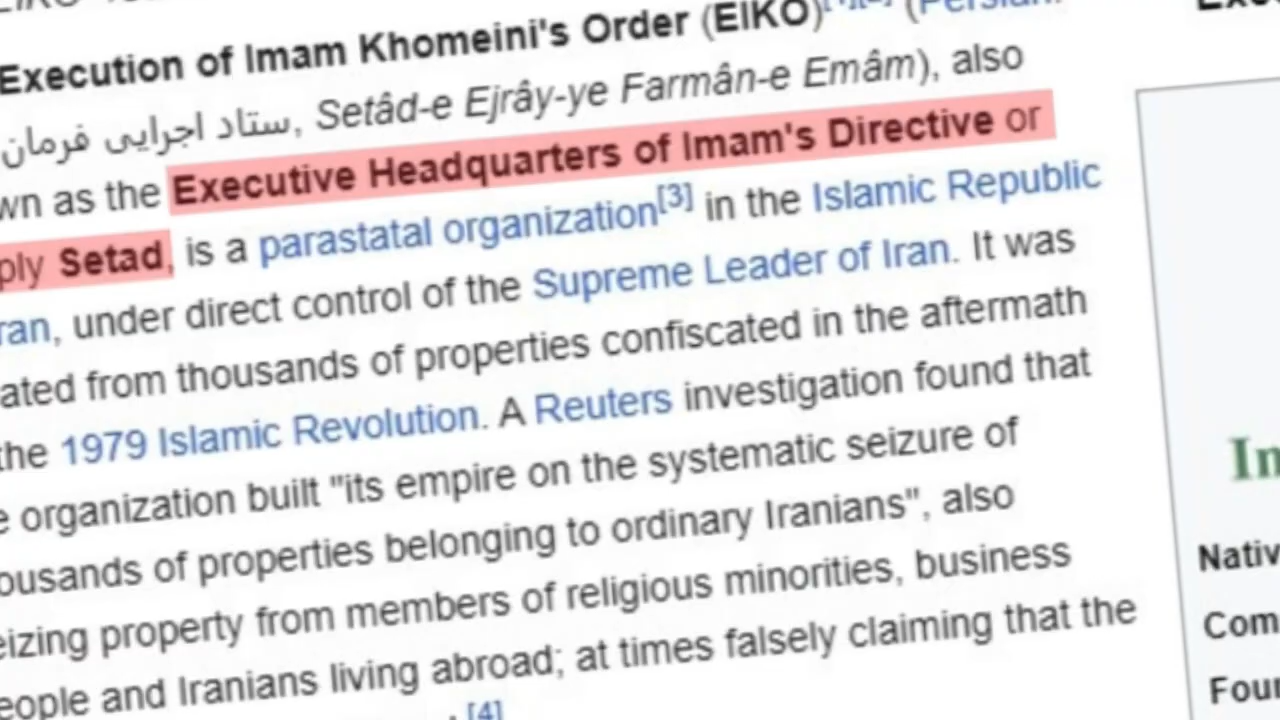 Execution of Imam Khomeini's Order (EIKO)[1][2] (Persian:
ستاد اجرایی فرمان, Setâd-e Ejrây-ye Farmân-e Emâm), also
wn as the Executive Headquarters of Imam's Directive or
ply Setad, is a parastatal organization[3] in the Islamic Republic
ran, under direct control of the Supreme Leader of Iran. It was
ated from thousands of properties confiscated in the aftermath
the 1979 Islamic Revolution. A Reuters investigation found that
e organization built "its empire on the systematic seizure of
ousands of properties belonging to ordinary Iranians", also
eizing property from members of religious minorities, business
eople and Iranians living abroad; at times falsely claiming that the
[4]
In
Nativ
Com
Four